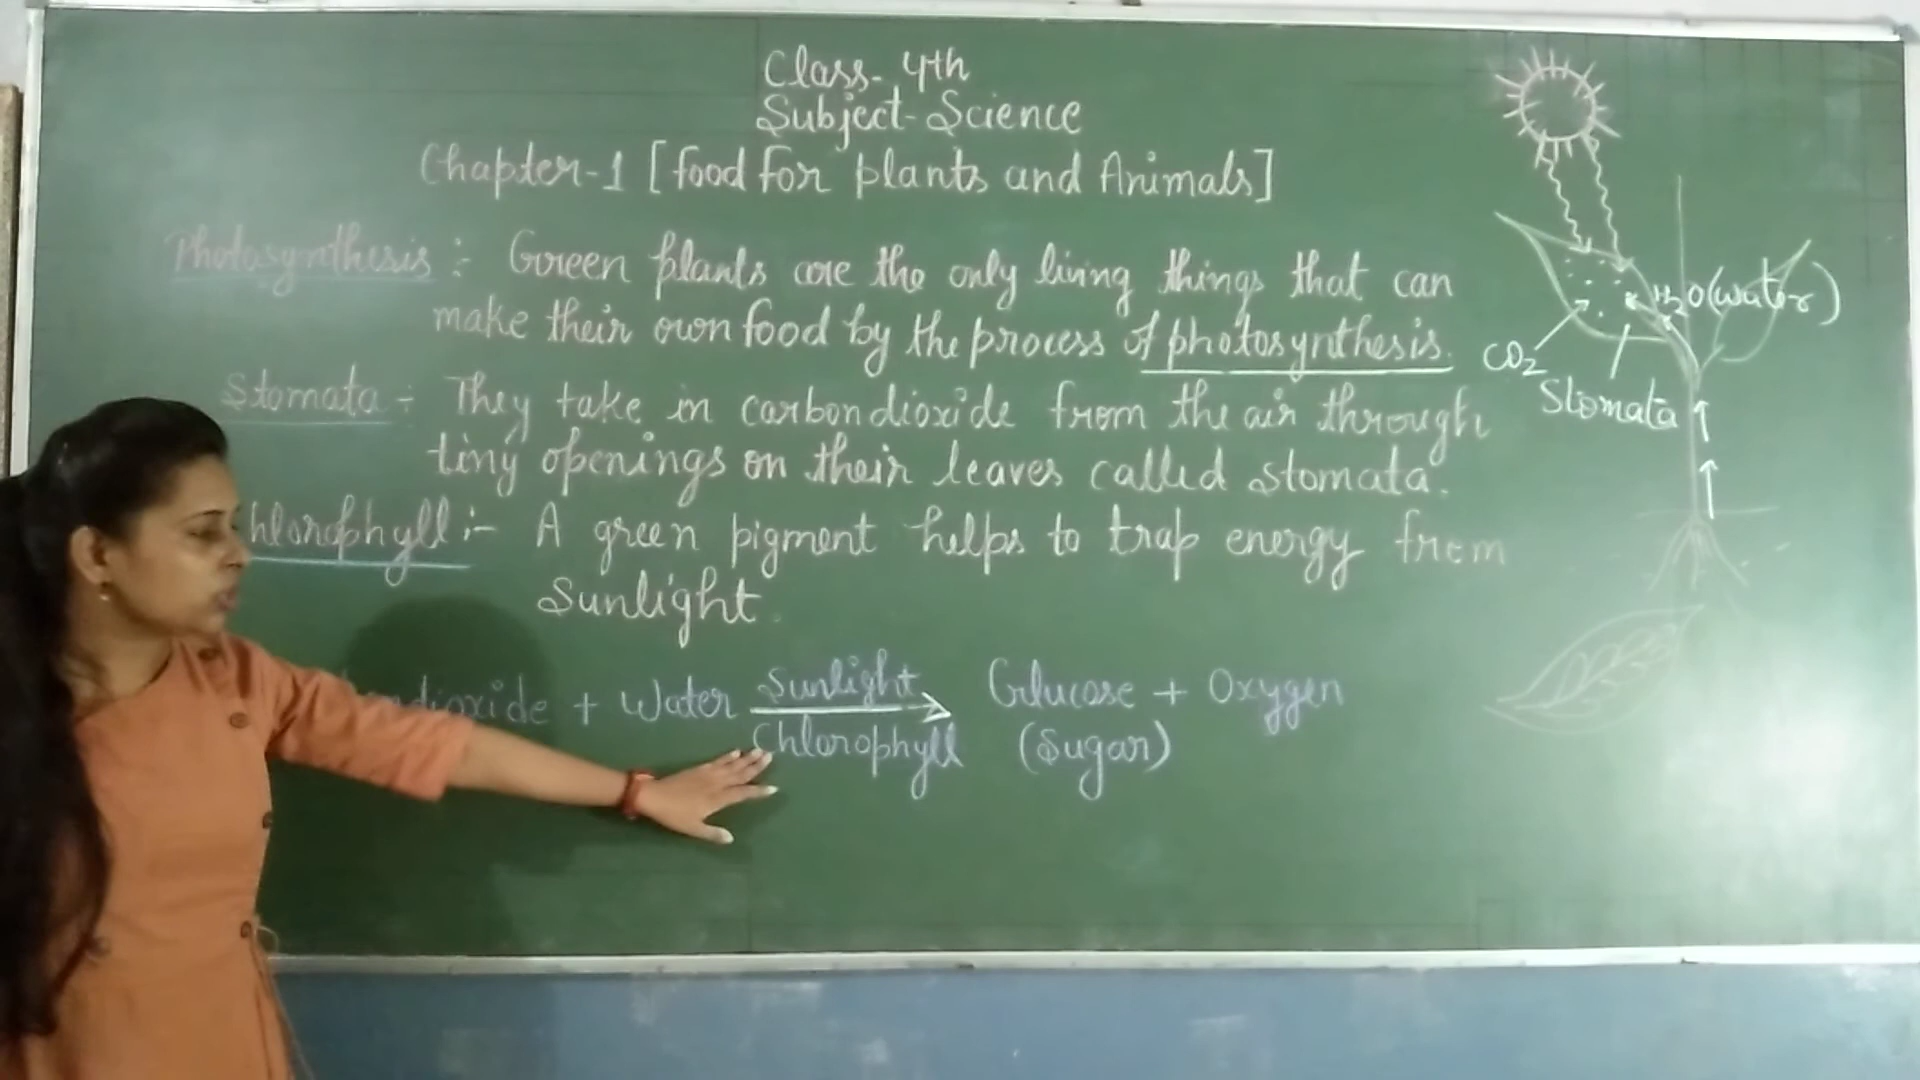 Class- 4th
Subject- Science
Chapter-1 [food for plants and Animals]
Photosynthesis :- Green plants are the only living things that can
make their own food by the process of photosynthesis.
Stomata :- They take in carbondioxide from the air through
tiny openings on their leaves called stomata.
hlorophyll :- A green pigment helps to trap energy from
Sunlight.
ndioxide + Water Sunlight Glucose + Oxygen
Chlorophyll (Sugar)
H2O (water)
CO2
Stomata